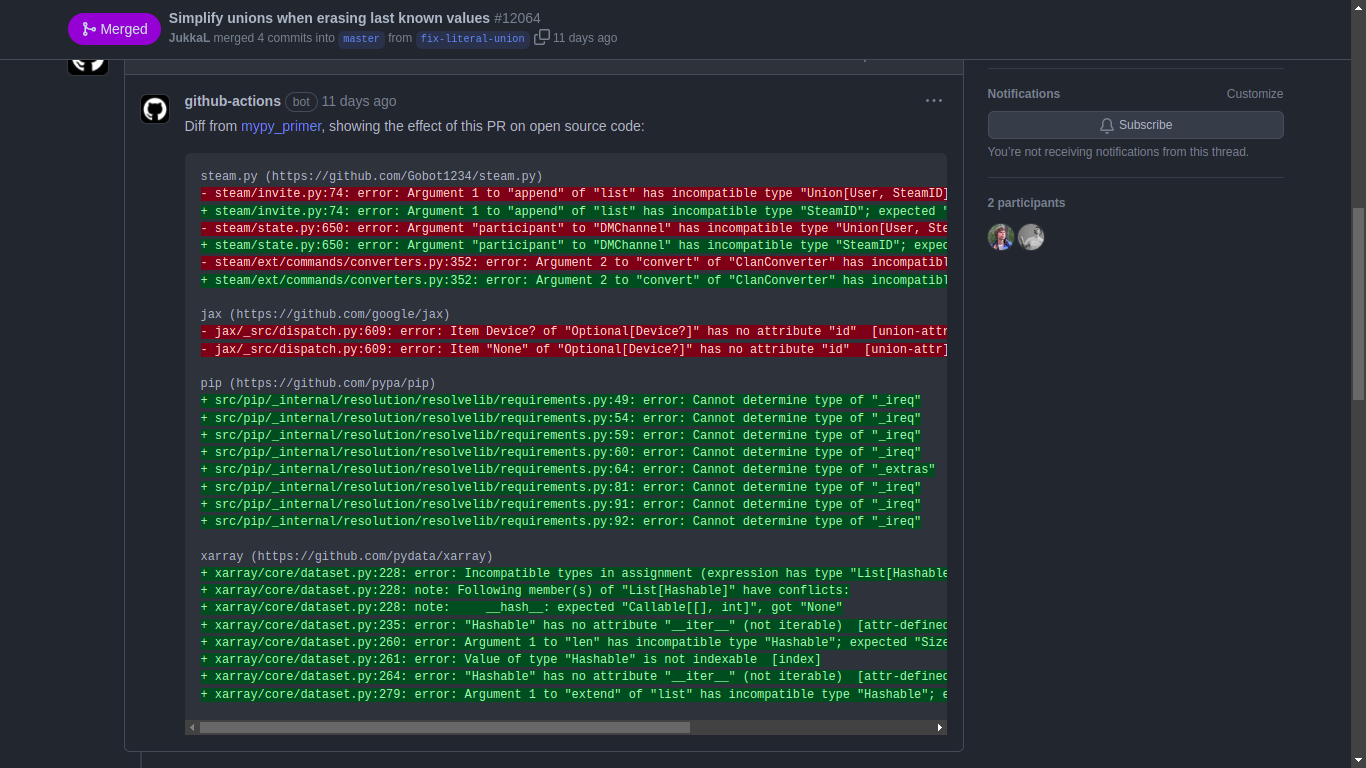 Merged
Simplify unions when erasing last known values #12064
JukkaL merged 4 commits into master from fix-literal-union 11 days ago
github-actions bot 11 days ago
Diff from mypy_primer, showing the effect of this PR on open source code:
steam.py (https://github.com/Gobot1234/steam.py)
- steam/invite.py:74: error: Argument 1 to "append" of "list" has incompatible type "Union[User, SteamID]
+ steam/invite.py:74: error: Argument 1 to "append" of "list" has incompatible type "SteamID"; expected "
- steam/state.py:650: error: Argument "participant" to "DMChannel" has incompatible type "Union[User, Ste
+ steam/state.py:650: error: Argument "participant" to "DMChannel" has incompatible type "SteamID"; expec
- steam/ext/commands/converters.py:352: error: Argument 2 to "convert" of "ClanConverter" has incompatibl
+ steam/ext/commands/converters.py:352: error: Argument 2 to "convert" of "ClanConverter" has incompatibl
jax (https://github.com/google/jax)
- jax/_src/dispatch.py:609: error: Item Device? of "Optional[Device?]" has no attribute "id"  [union-attr
- jax/_src/dispatch.py:609: error: Item "None" of "Optional[Device?]" has no attribute "id"  [union-attr]
pip (https://github.com/pypa/pip)
+ src/pip/_internal/resolution/resolvelib/requirements.py:49: error: Cannot determine type of "_ireq"
+ src/pip/_internal/resolution/resolvelib/requirements.py:54: error: Cannot determine type of "_ireq"
+ src/pip/_internal/resolution/resolvelib/requirements.py:59: error: Cannot determine type of "_ireq"
+ src/pip/_internal/resolution/resolvelib/requirements.py:60: error: Cannot determine type of "_ireq"
+ src/pip/_internal/resolution/resolvelib/requirements.py:64: error: Cannot determine type of "_extras"
+ src/pip/_internal/resolution/resolvelib/requirements.py:81: error: Cannot determine type of "_ireq"
+ src/pip/_internal/resolution/resolvelib/requirements.py:91: error: Cannot determine type of "_ireq"
+ src/pip/_internal/resolution/resolvelib/requirements.py:92: error: Cannot determine type of "_ireq"
xarray (https://github.com/pydata/xarray)
+ xarray/core/dataset.py:228: error: Incompatible types in assignment (expression has type "List[Hashable
+ xarray/core/dataset.py:228: note: Following member(s) of "List[Hashable]" have conflicts:
+ xarray/core/dataset.py:228: note:     __hash__: expected "Callable[[], int]", got "None"
+ xarray/core/dataset.py:235: error: "Hashable" has no attribute "__iter__" (not iterable)  [attr-defined
+ xarray/core/dataset.py:260: error: Argument 1 to "len" has incompatible type "Hashable"; expected "Size
+ xarray/core/dataset.py:261: error: Value of type "Hashable" is not indexable  [index]
+ xarray/core/dataset.py:264: error: "Hashable" has no attribute "__iter__" (not iterable)  [attr-defined
+ xarray/core/dataset.py:279: error: Argument 1 to "extend" of "list" has incompatible type "Hashable"; e
Notifications
Customize
Subscribe
You're not receiving notifications from this thread.
2 participants